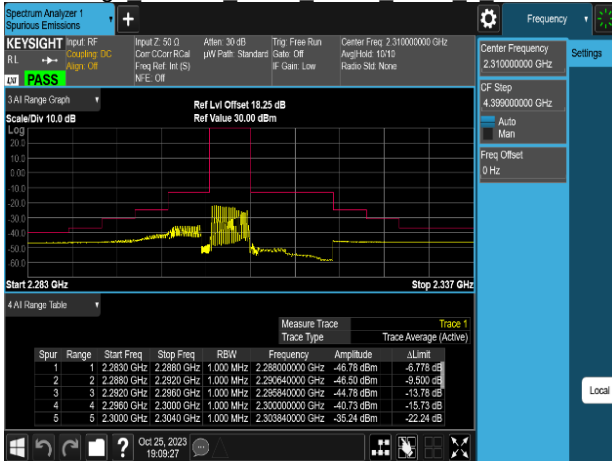 Spectrum Analyzer 1
Spurious Emissions
Frequency
KEYSIGHT Input: RF Input Z: 50 Ω Atten: 30 dB Trig: Free Run Center Freq: 2.310000000 GHz
RL Coupling: DC Corr CCorr RCal µW Path: Standard Gate: Off Avg|Hold: 10/10
Align: Off Freq Ref: Int (S) IF Gain: Low Radio Std: None
LXI PASS NFE: Off
Center Frequency
2.310000000 GHz
Settings
CF Step
4.399000000 GHz
Auto
Man
Freq Offset
0 Hz
3 All Range Graph
Ref Lvl Offset 18.25 dB
Scale/Div 10.0 dB Ref Value 30.00 dBm
Log
20.0
10.0
0.00
-10.0
-20.0
-30.0
-40.0
-50.0
-60.0
Start 2.283 GHz Stop 2.337 GHz
4 All Range Table
Measure Trace Trace 1
Trace Type Trace Average (Active)
Spur Range Start Freq Stop Freq RBW Frequency Amplitude ΔLimit
1 1 2.2830 GHz 2.2880 GHz 1.000 MHz 2.288000000 GHz -46.78 dBm -6.778 dB
2 2 2.2880 GHz 2.2920 GHz 1.000 MHz 2.290640000 GHz -46.50 dBm -9.500 dB
3 3 2.2920 GHz 2.2960 GHz 1.000 MHz 2.295840000 GHz -44.78 dBm -13.78 dB
4 4 2.2960 GHz 2.3000 GHz 1.000 MHz 2.300000000 GHz -40.73 dBm -15.73 dB
5 5 2.3000 GHz 2.3040 GHz 1.000 MHz 2.303840000 GHz -35.24 dBm -22.24 dB
Local
Oct 25, 2023
19:09:27